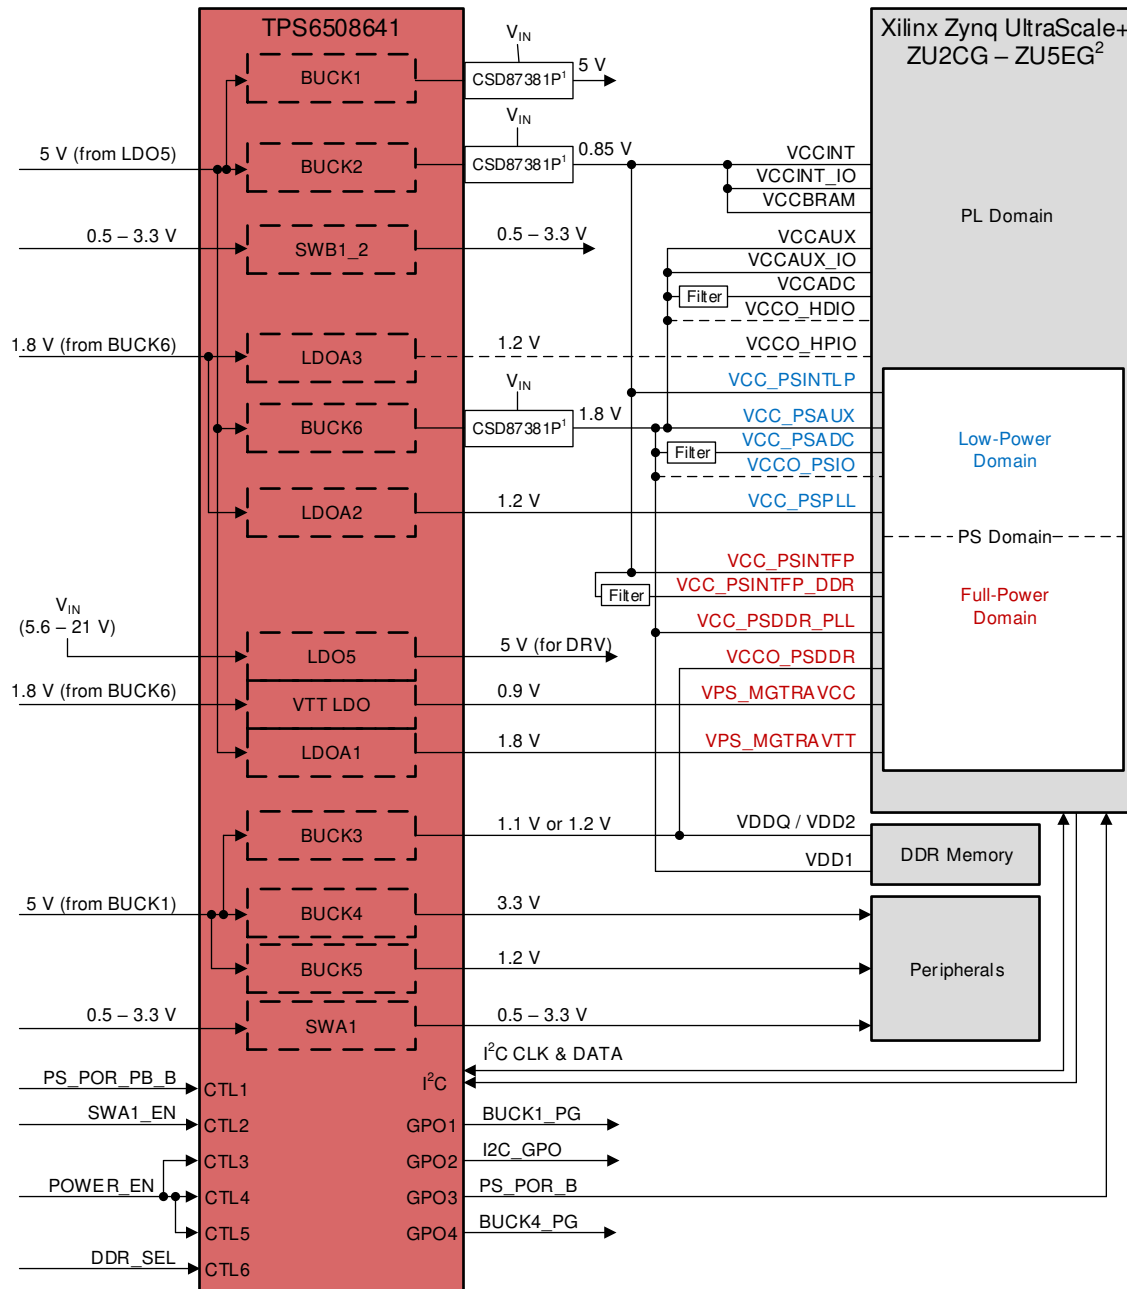 TPS6508641
Xilinx Zynq UltraScale+
ZU2CG – ZU5EG2
VIN
BUCK1
CSD87381P1
5 V
VIN
5 V (from LDO5)
BUCK2
CSD87381P1
0.85 V
VCCINT
VCCINT_IO
VCCBRAM
PL Domain
0.5 – 3.3 V
SWB1_2
0.5 – 3.3 V
VCCAUX
VCCAUX_IO
Filter
VCCADC
VCCO_HDIO
1.8 V (from BUCK6)
LDOA3
1.2 V
VCCO_HPIO
VIN
VCC_PSINTLP
BUCK6
CSD87381P1
1.8 V
VCC_PSAUX
Filter
VCC_PSADC
VCCO_PSIO
Low-Power
Domain
LDOA2
1.2 V
VCC_PSPLL
PS Domain
VCC_PSINTFP
Filter
VCC_PSINTFP_DDR
Full-Power
Domain
VIN
(5.6 – 21 V)
VCC_PSDDR_PLL
LDO5
5 V (for DRV)
VCCO_PSDDR
1.8 V (from BUCK6)
VTT LDO
0.9 V
VPS_MGTRAVCC
LDOA1
1.8 V
VPS_MGTRAVTT
BUCK3
1.1 V or 1.2 V
VDDQ / VDD2
VDD1
DDR Memory
5 V (from BUCK1)
BUCK4
3.3 V
BUCK5
1.2 V
Peripherals
0.5 – 3.3 V
SWA1
0.5 – 3.3 V
I2C CLK & DATA
I2C
PS_POR_PB_B
CTL1
SWA1_EN
CTL2
GPO1
BUCK1_PG
CTL3
GPO2
I2C_GPO
POWER_EN
CTL4
GPO3
PS_POR_B
CTL5
GPO4
BUCK4_PG
DDR_SEL
CTL6